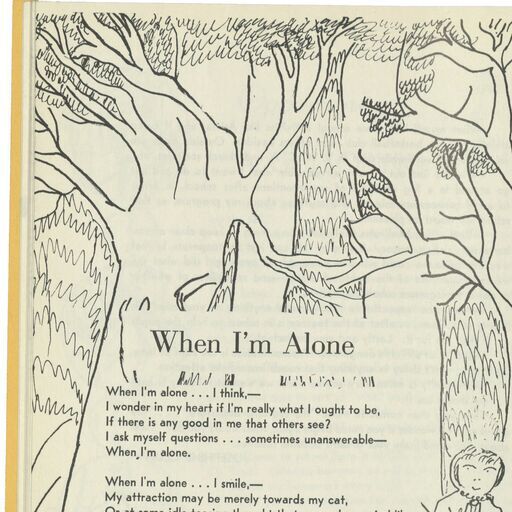 When I'm Alone
When I'm alone . . . I think,—
I wonder in my heart if I'm really what I ought to be,
If there is any good in me that others see?
I ask myself questions . . . sometimes unanswerable—
When I'm alone.
When I'm alone . . . I smile,—
My attraction may be merely towards my cat,